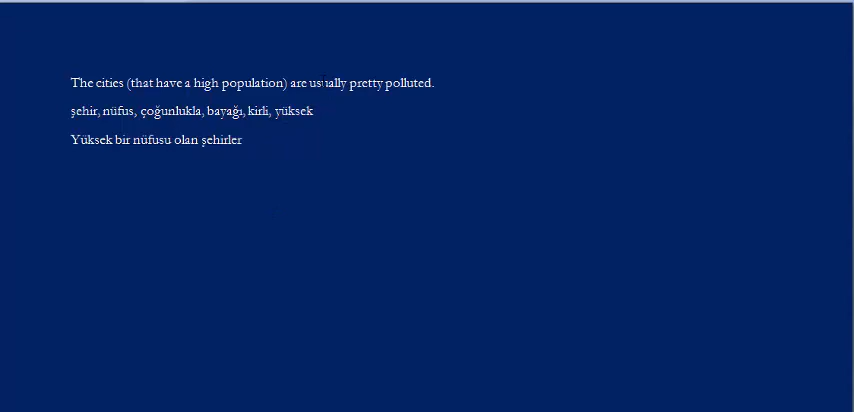 The cities (that have a high population) are usually pretty polluted.
şehir, nüfus, çoğunlukla, bayağı, kirli, yüksek
Yüksek bir nüfusu olan şehirler